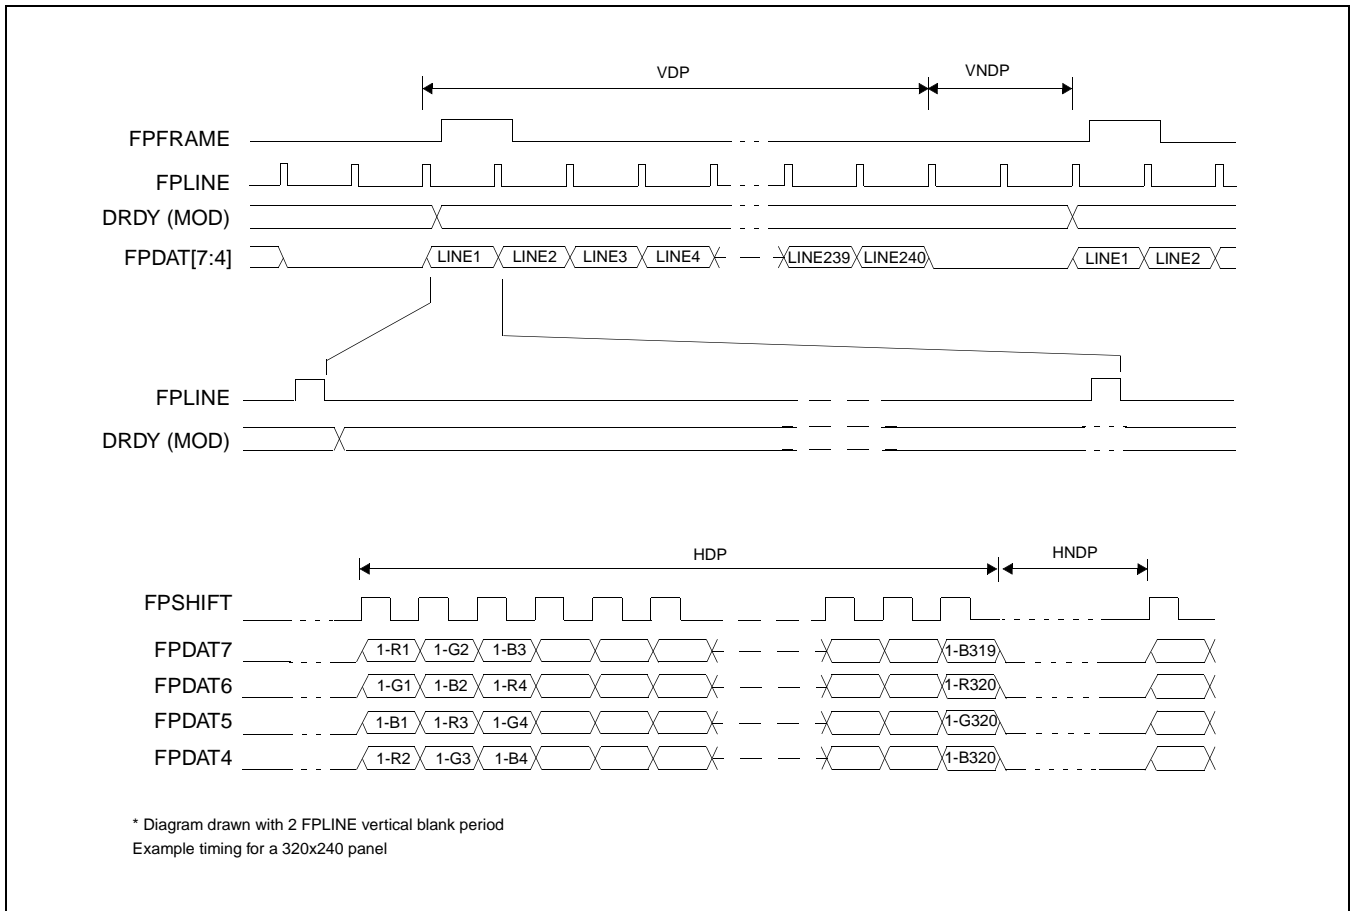 VDP VNDP
FPFRAME
FPLINE
DRDY (MOD)
FPDAT[7:4] LINE1 LINE2 LINE3 LINE4 LINE239 LINE240 LINE1 LINE2
FPLINE
DRDY (MOD)
HDP HNDP
FPSHIFT
FPDAT7 1-R1 1-G2 1-B3 1-B319
FPDAT6 1-G1 1-B2 1-R4 1-R320
FPDAT5 1-B1 1-R3 1-G4 1-G320
FPDAT4 1-R2 1-G3 1-B4 1-B320
* Diagram drawn with 2 FPLINE vertical blank period
Example timing for a 320x240 panel